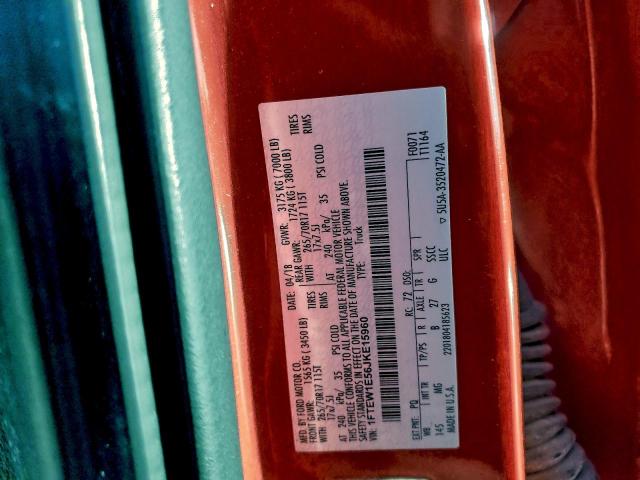 MFD. BY FORD MOTOR CO.
DATE: 04/18 GVWR: 3175 KG ( 7000 LB)
FRONT GAWR: 1565 KG ( 3450 LB) REAR GAWR: 1724 KG ( 3800 LB)
WITH 265/70R17 115T TIRES WITH 265/70R17 115T TIRES
17x7.5J RIMS 17x7.5J RIMS
AT 240 kPa/ 35 PSI COLD AT 240 kPa/ 35 PSI COLD
THIS VEHICLE CONFORMS TO ALL APPLICABLE FEDERAL MOTOR VEHICLE
SAFETY STANDARDS IN EFFECT ON THE DATE OF MANUFACTURE SHOWN ABOVE.
VIN: 1FTEW1E56JKE15960 TYPE: Truck
F0071
T1164
EXT PNT: PQ RC: 72 DSO:
WB INT TR TP/PS R AXLE TR SPR
145 MG B 27 G SSCC
2201804185623 ULC
MADE IN U.S.A. ▽ 5U5A-3520472-AA